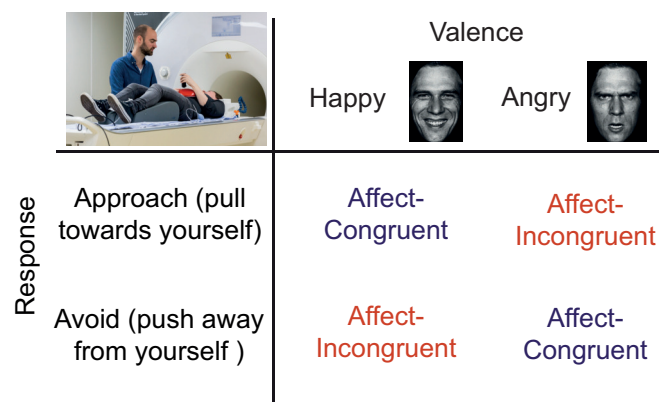 Valence
Happy
Angry
Response
Approach (pull
towards yourself)
Affect-
Congruent
Affect-
Incongruent
Avoid (push away
from yourself )
Affect-
Incongruent
Affect-
Congruent